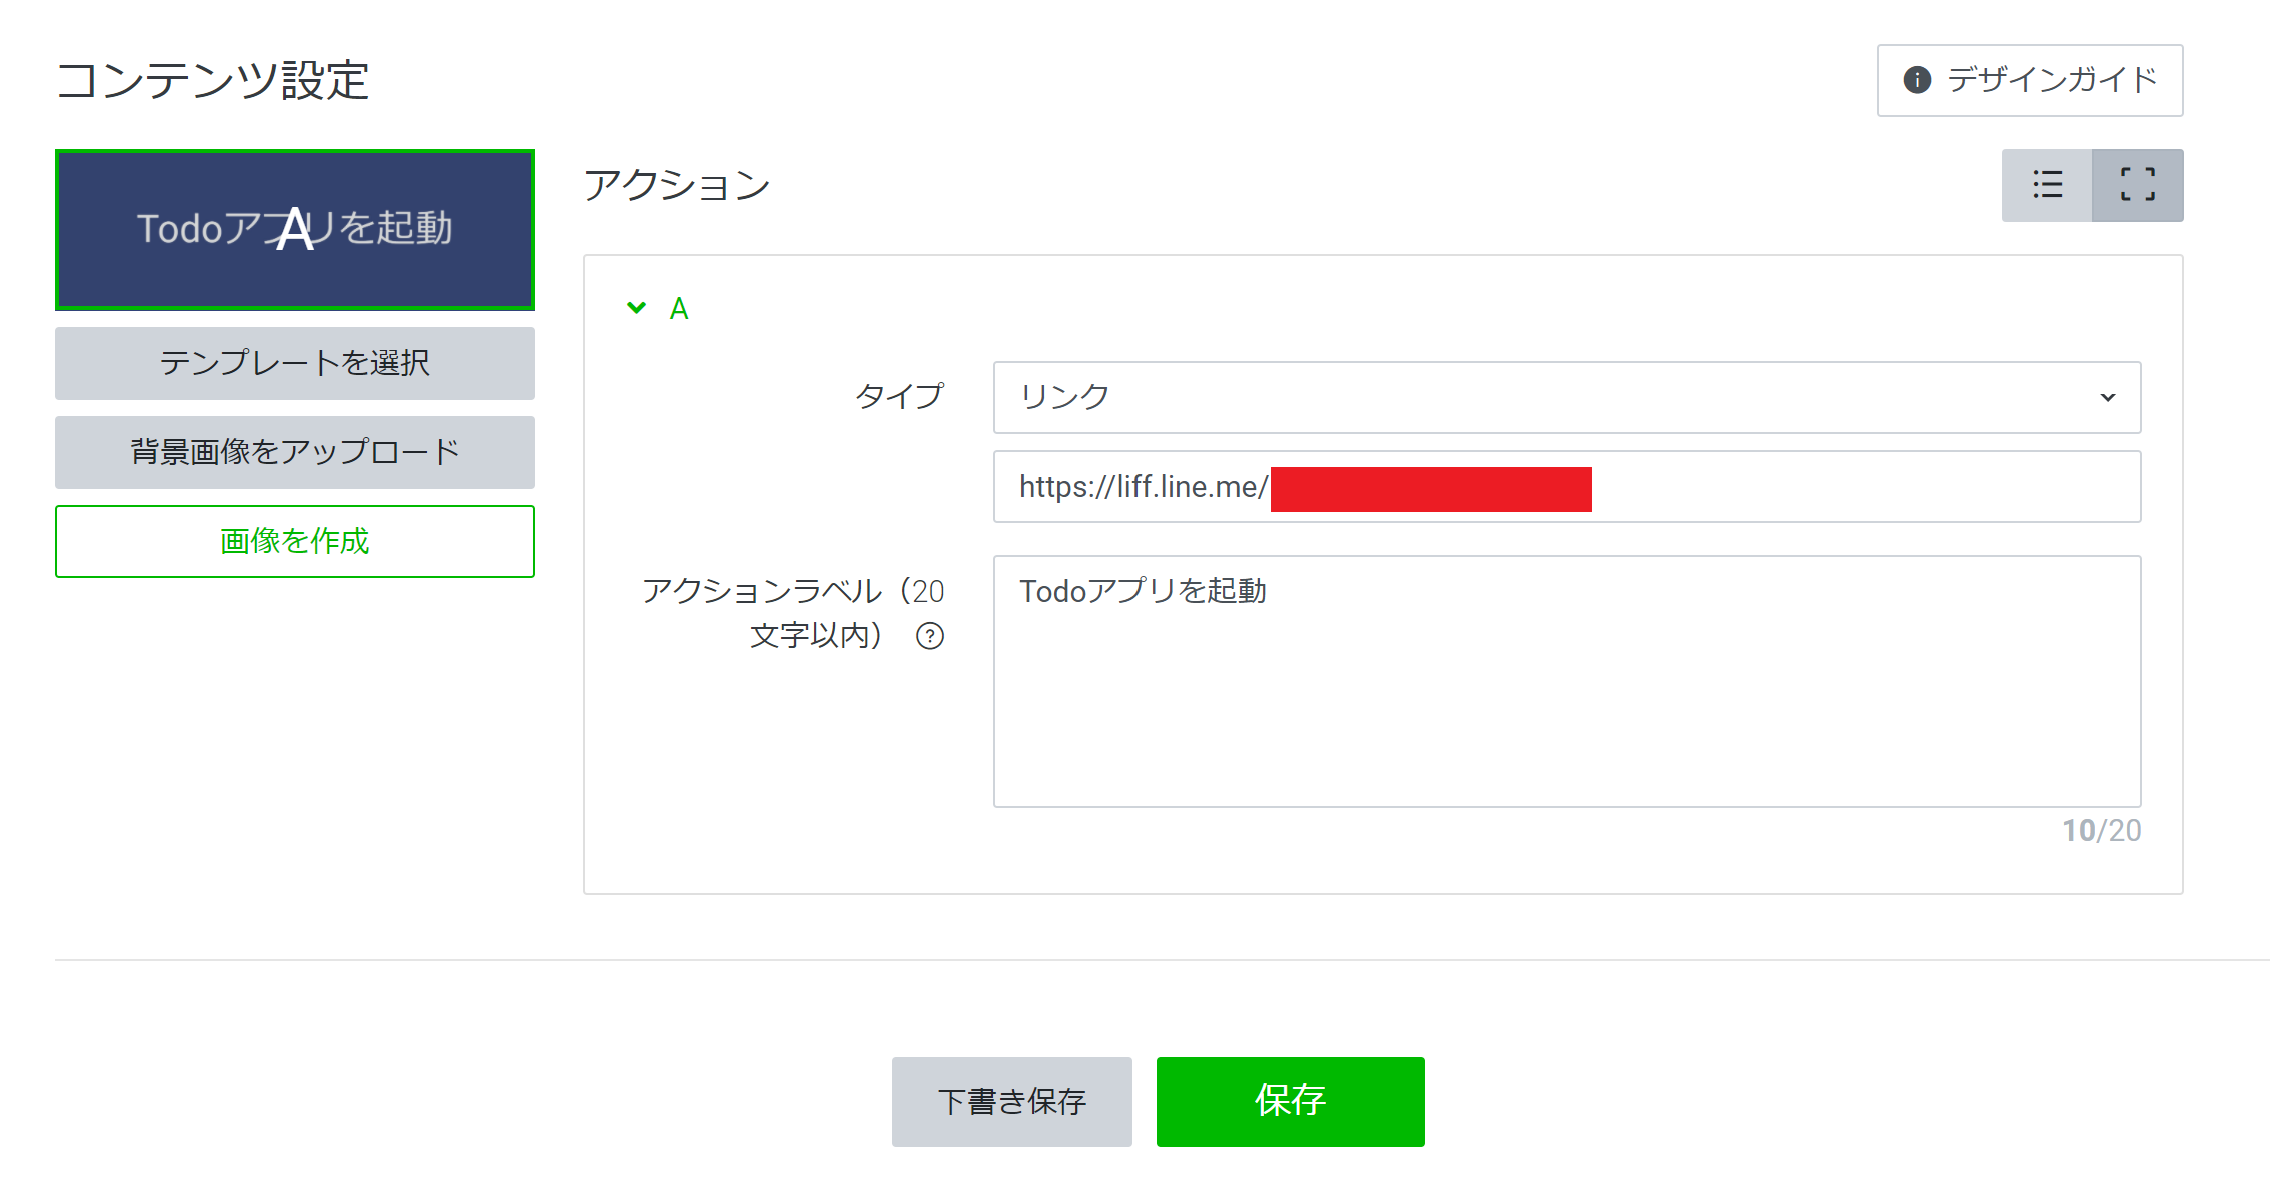 コンテンツ設定
デザインガイド
Todoアプリを起動
A
テンプレートを選択
背景画像をアップロード
画像を作成
アクション
A
タイプ
リンク
https://liff.line.me/
アクションラベル（20
文字以内）
Todoアプリを起動
10/20
下書き保存
保存